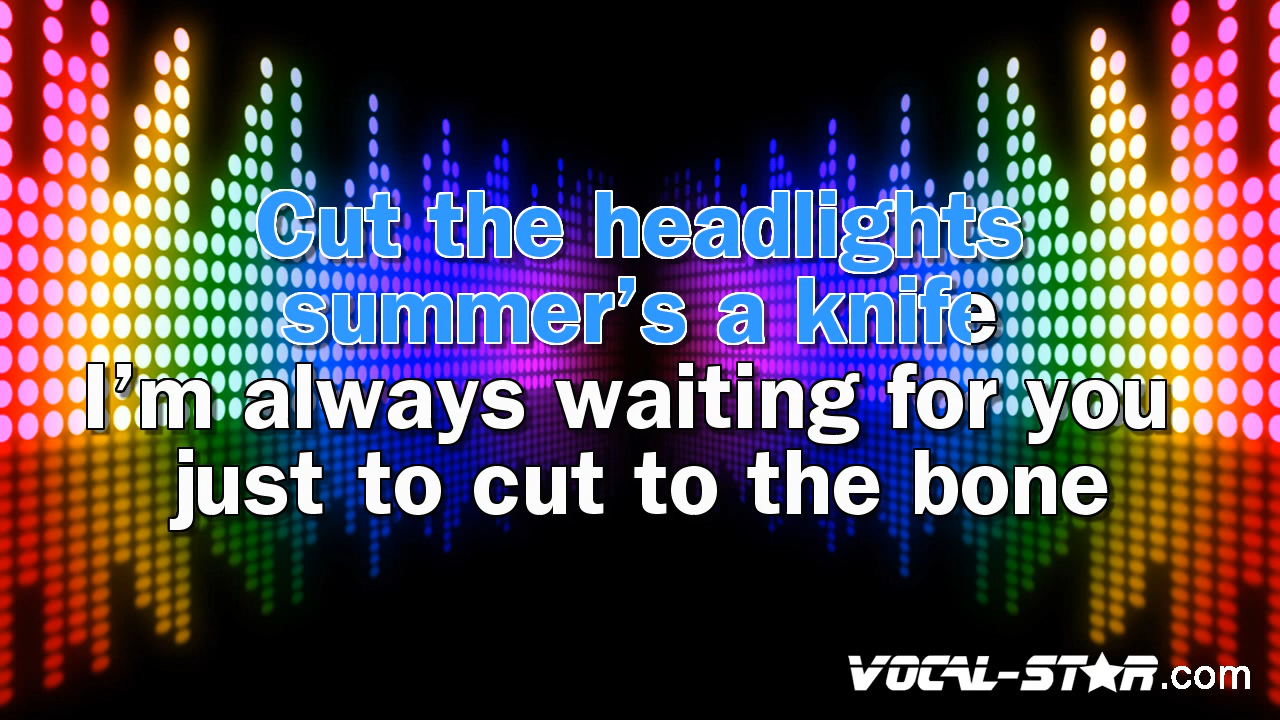 Cut the headlights
summer's a knife
I'm always waiting for you
just to cut to the bone
VOCAL-STAR.com